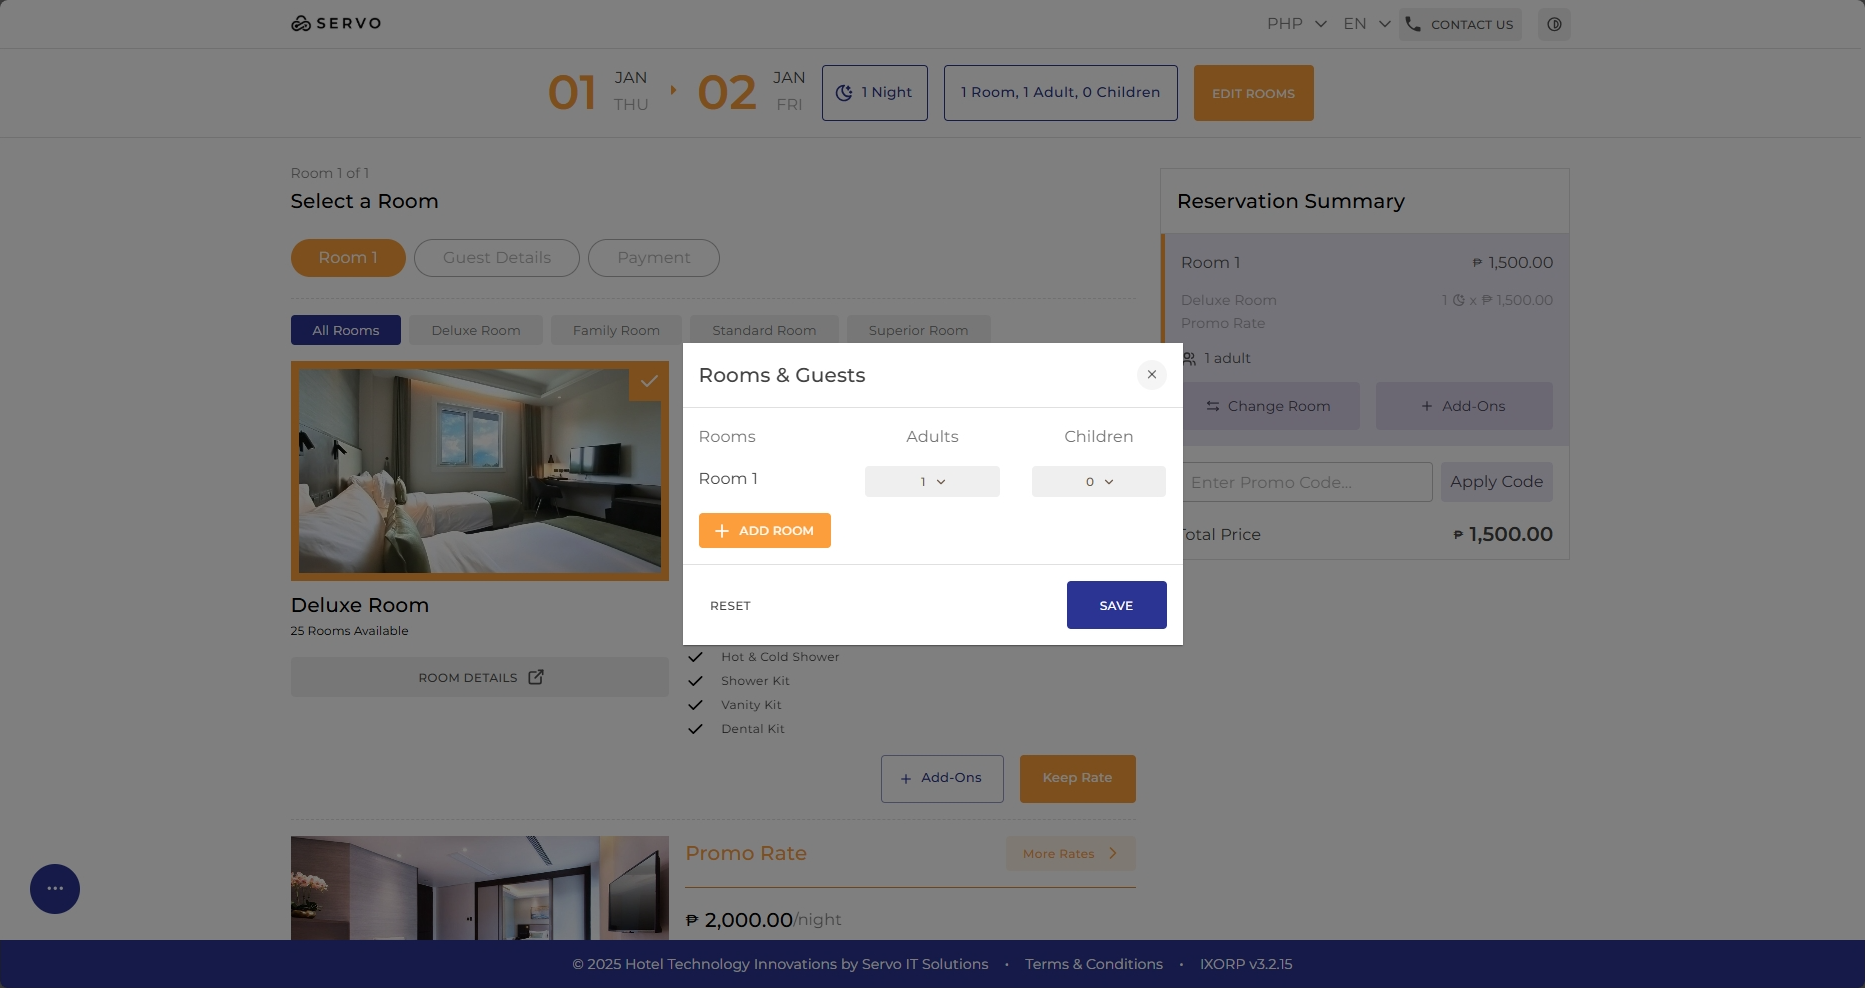 SERVO
PHP
EN
CONTACT US
01 JAN THU
02 JAN FRI
1 Night
1 Room, 1 Adult, 0 Children
EDIT ROOMS
Room 1 of 1
Select a Room
Room 1
Guest Details
Payment
All Rooms
Deluxe Room
Family Room
Standard Room
Superior Room
Deluxe Room
25 Rooms Available
ROOM DETAILS
Rooms & Guests
Rooms Adults Children
Room 1 1 0
ADD ROOM
RESET
SAVE
Hot & Cold Shower
Shower Kit
Vanity Kit
Dental Kit
+ Add-Ons
Keep Rate
Promo Rate
More Rates
₱ 2,000.00/night
Reservation Summary
Room 1 ₱ 1,500.00
Deluxe Room 1 x ₱ 1,500.00
Promo Rate
1 adult
Change Room
+ Add-Ons
Enter Promo Code...
Apply Code
Total Price ₱ 1,500.00
© 2025 Hotel Technology Innovations by Servo IT Solutions • Terms & Conditions • IXORP v3.2.15